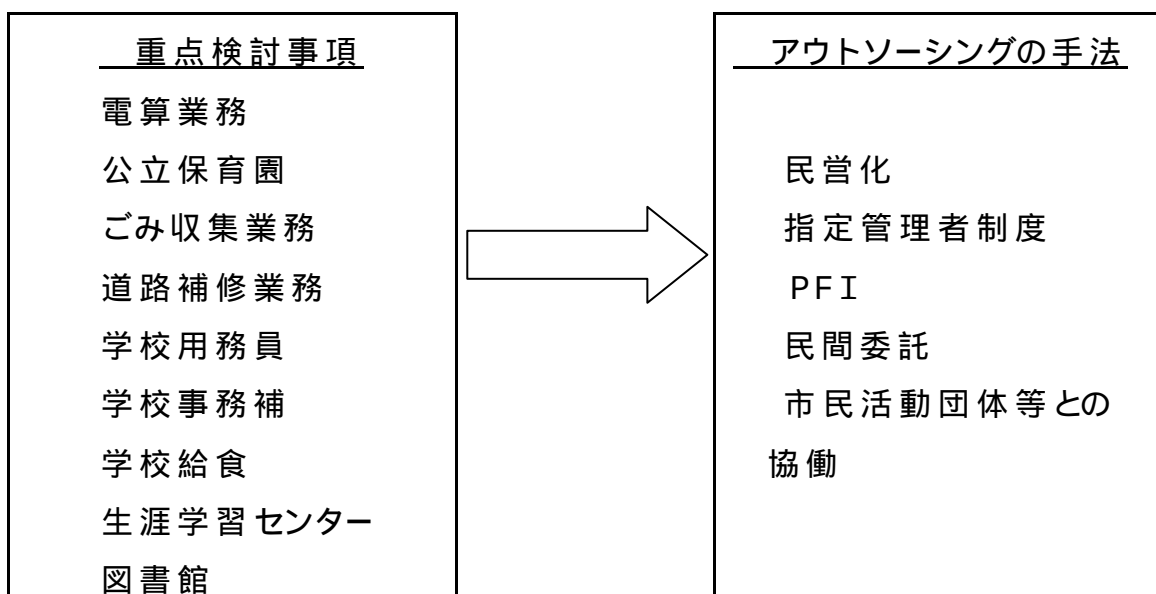 重点検討事項
電算業務
公立保育園
ごみ収集業務
道路補修業務
学校用務員
学校事務補
学校給食
生涯学習センター
図書館
アウトソーシングの手法
民営化
指定管理者制度
ＰＦＩ
民間委託
市民活動団体等との
協働